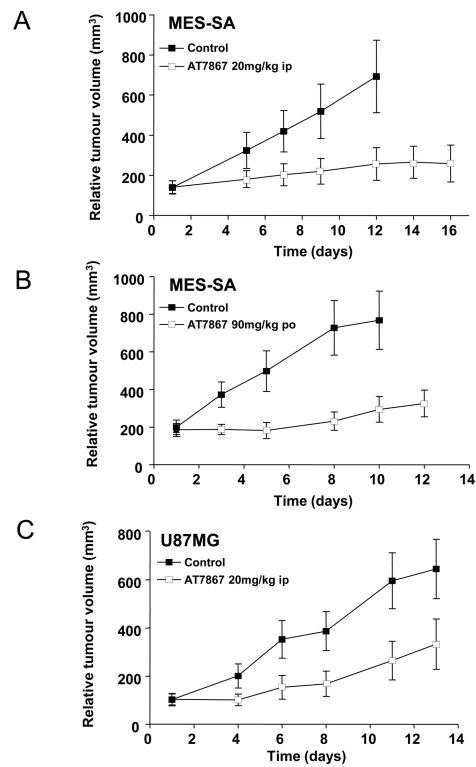 A
MES-SA
Control
AT7867 20mg/kg ip
Relative tumour volume (mm³)
1000
800
600
400
200
0
0 2 4 6 8 10 12 14 16
Time (days)
B
MES-SA
Control
AT7867 90mg/kg po
Relative tumour volume (mm³)
1000
800
600
400
200
0
0 2 4 6 8 10 12 14
Time (days)
C
U87MG
Control
AT7867 20mg/kg ip
Relative tumour volume (mm³)
800
600
400
200
0
0 2 4 6 8 10 12 14
Time (days)